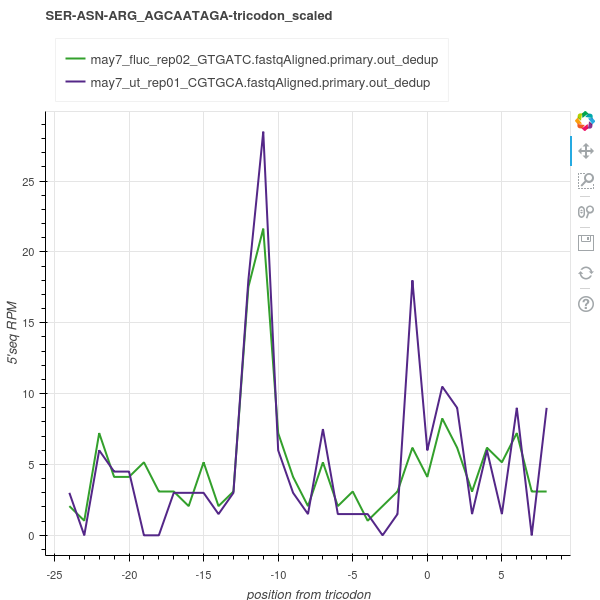 SER-ASN-ARG_AGCAATAGA-tricodon_scaled
may7_fluc_rep02_GTGATC.fastqAligned.primary.out_dedup
may7_ut_rep01_CGTGCA.fastqAligned.primary.out_dedup
5'seq RPM
25
20
15
10
5
0
-25 -20 -15 -10 -5 0 5
position from tricodon